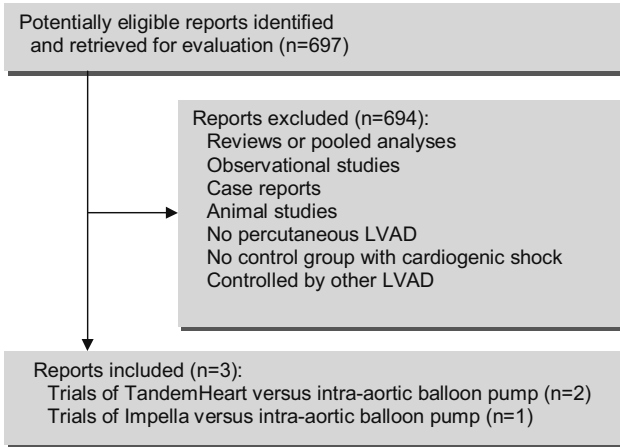 Potentially eligible reports identified
and retrieved for evaluation (n=697)
Reports excluded (n=694):
Reviews or pooled analyses
Observational studies
Case reports
Animal studies
No percutaneous LVAD
No control group with cardiogenic shock
Controlled by other LVAD
Reports included (n=3):
Trials of TandemHeart versus intra-aortic balloon pump (n=2)
Trials of Impella versus intra-aortic balloon pump (n=1)